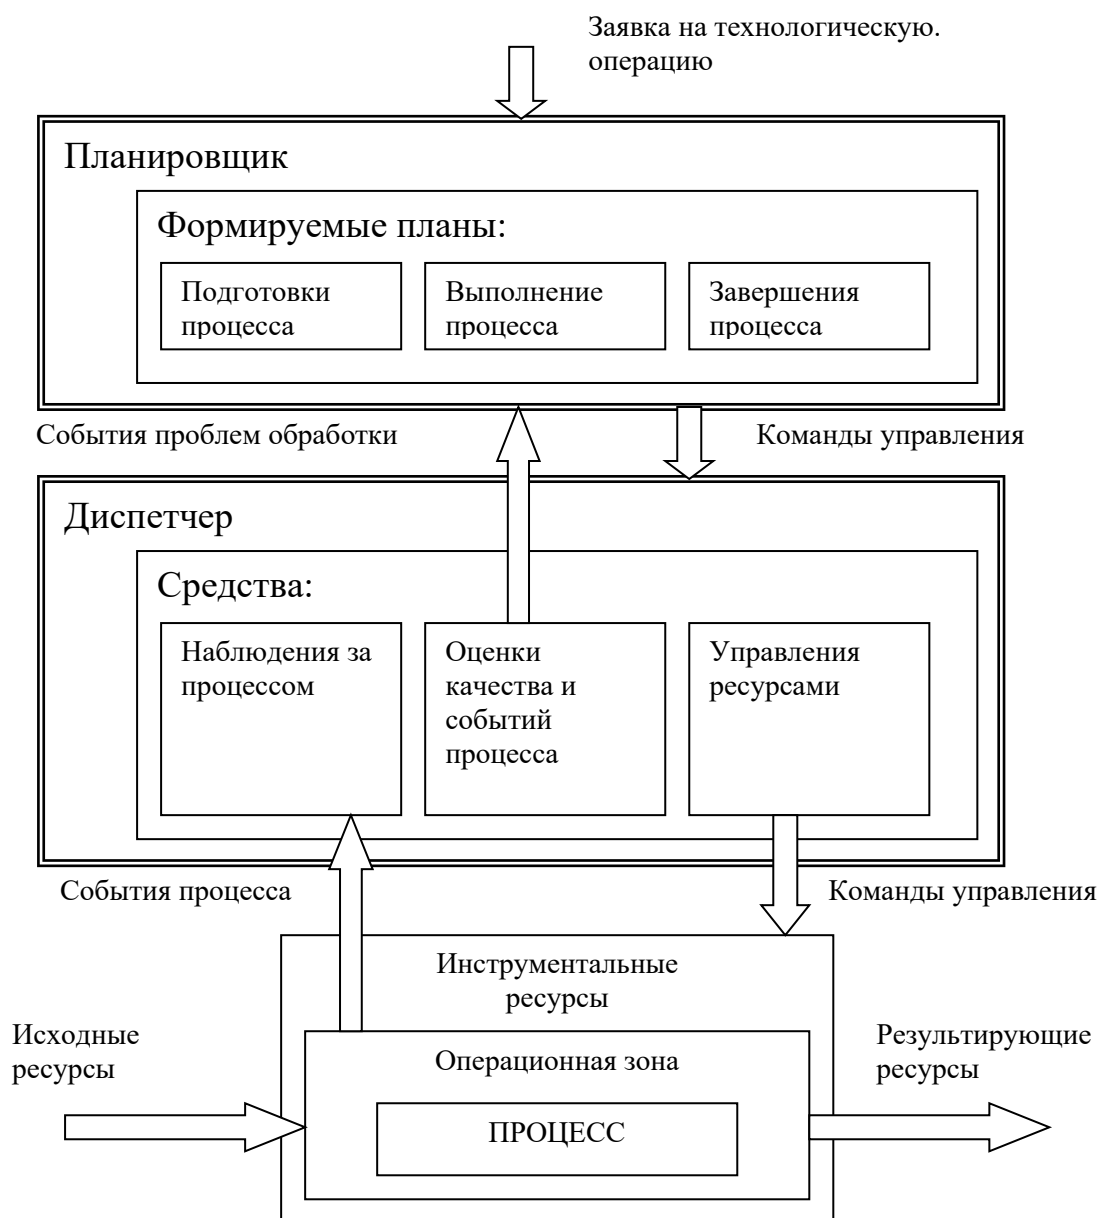 Заявка на технологическую.
операцию
Планировщик
Формируемые планы:
Подготовки
процесса
Выполнение
процесса
Завершения
процесса
События проблем обработки
Команды управления
Диспетчер
Средства:
Наблюдения за
процессом
Оценки
качества и
событий
процесса
Управления
ресурсами
События процесса
Команды управления
Инструментальные
ресурсы
Исходные
ресурсы
Операционная зона
Результирующие
ресурсы
ПРОЦЕСС